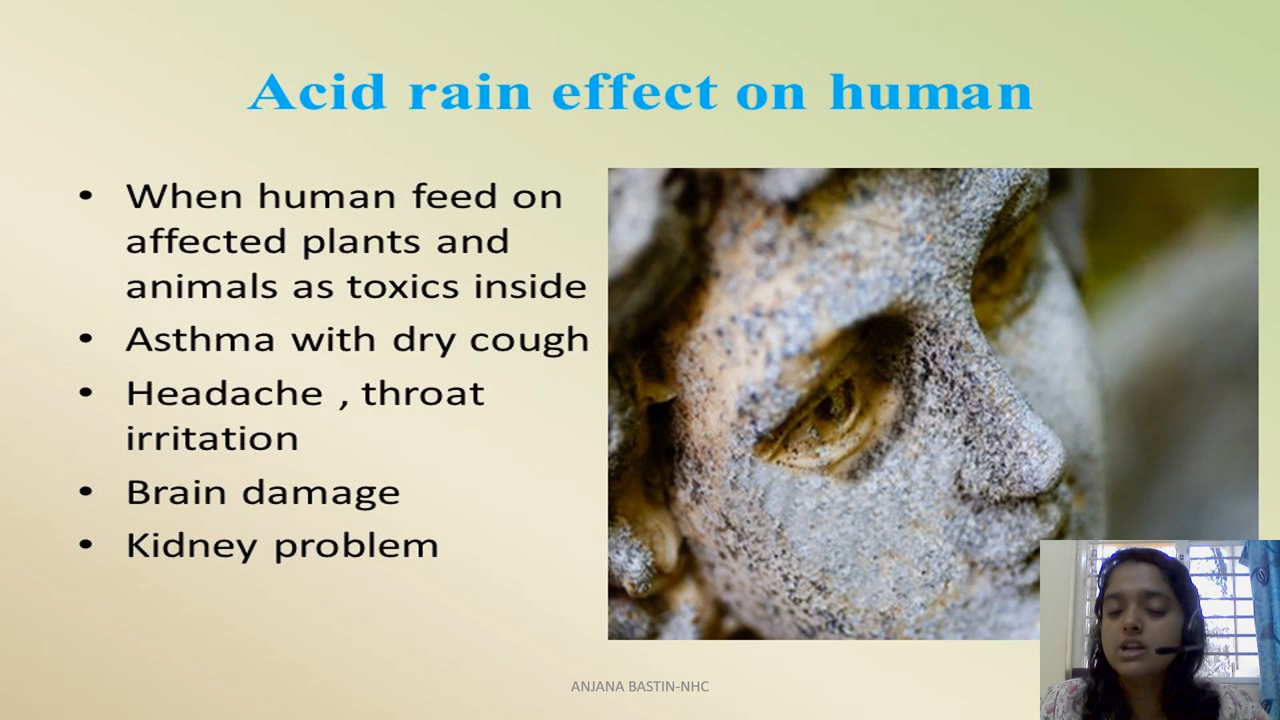 Acid rain effect on human
• When human feed on
affected plants and
animals as toxics inside
• Asthma with dry cough
• Headache , throat
irritation
• Brain damage
• Kidney problem
ANJANA BASTIN-NHC